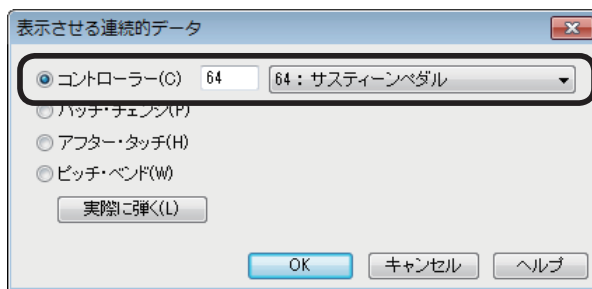 表示させる連続的データ
コントローラー(C) 64 64：サスティーンペダル
パッチ・チェンジ(P)
アフター・タッチ(H)
ピッチ・ベンド(W)
実際に弾く(L)
OK キャンセル ヘルプ